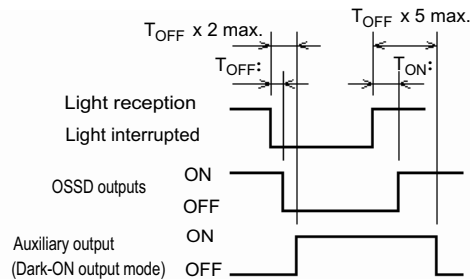 T_OFF x 2 max.
T_OFF x 5 max.
T_OFF:
T_ON:
Light reception
Light interrupted
OSSD outputs
ON
OFF
Auxiliary output
(Dark-ON output mode)
ON
OFF